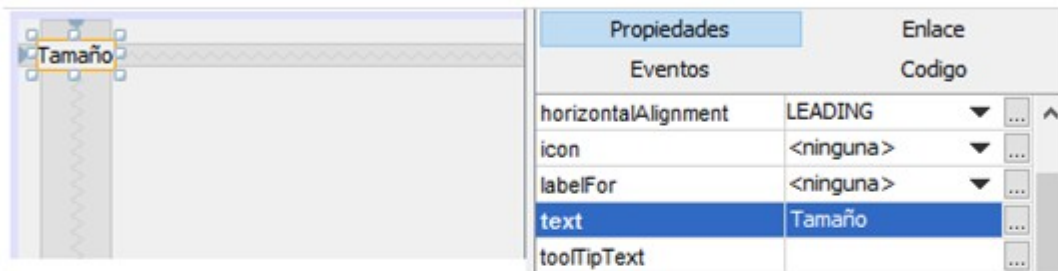 Tamaño
Propiedades Enlace
Eventos Codigo
horizontalAlignment LEADING ...
icon <ninguna> ...
labelFor <ninguna> ...
text Tamaño ...
toolTipText ...